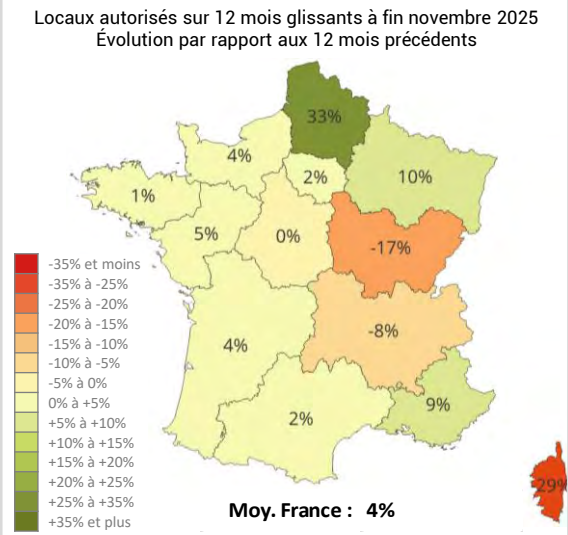 Locaux autorisés sur 12 mois glissants à fin novembre 2025
Évolution par rapport aux 12 mois précédents
33%
4%
2%
10%
1%
5%
0%
-17%
-8%
4%
9%
2%
29%
-35% et moins
-35% à -25%
-25% à -20%
-20% à -15%
-15% à -10%
-10% à -5%
-5% à 0%
0% à +5%
+5% à +10%
+10% à +15%
+15% à +20%
+20% à +25%
+25% à +35%
+35% et plus
Moy. France : 4%